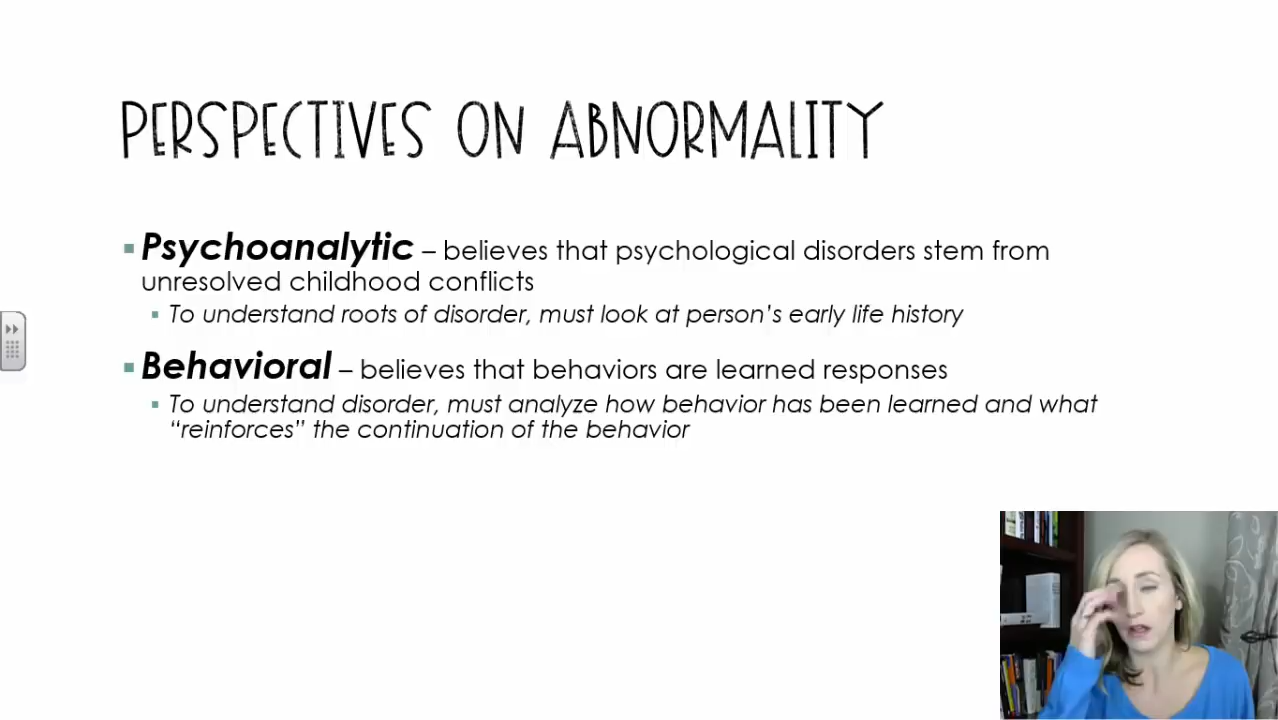 PERSPECTIVES ON ABNORMALITY
Psychoanalytic – believes that psychological disorders stem from
unresolved childhood conflicts
To understand roots of disorder, must look at person’s early life history
Behavioral – believes that behaviors are learned responses
To understand disorder, must analyze how behavior has been learned and what
“reinforces” the continuation of the behavior